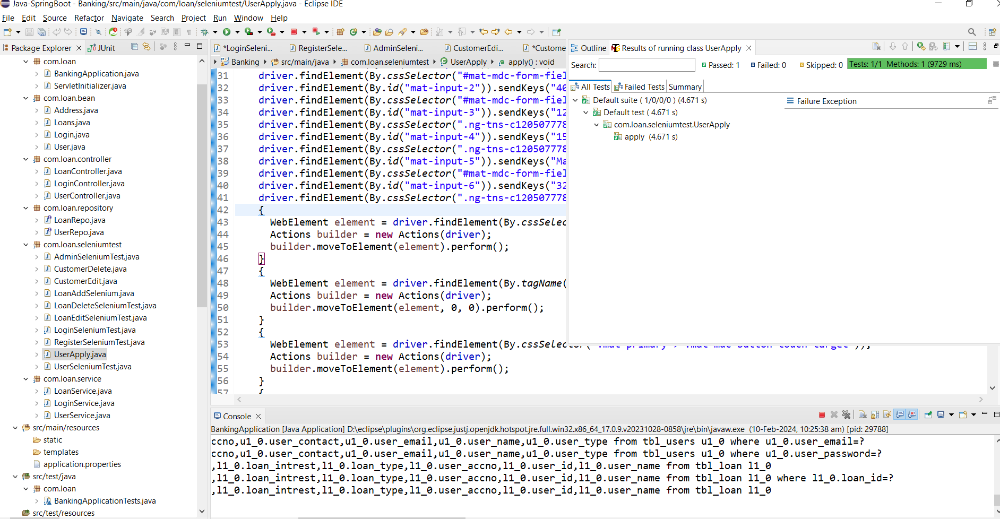 Java-SpringBoot - Banking/src/main/java/com/loan/seleniumtest/UserApply.java - Eclipse IDE
File Edit Source Refactor Navigate Search Project Run Window Help
Package Explorer JUnit
com.loan
BankingApplication.java
ServletInitializer.java
com.loan.bean
Address.java
Loans.java
Login.java
User.java
com.loan.controller
LoanController.java
LoginController.java
UserController.java
com.loan.repository
LoanRepo.java
UserRepo.java
com.loan.seleniumtest
AdminSeleniumTest.java
CustomerDelete.java
CustomerEdit.java
LoanAddSelenium.java
LoanDeleteSeleniumTest.java
LoanEditSeleniumTest.java
LoginSeleniumTest.java
RegisterSeleniumTest.java
UserApply.java
UserSeleniumTest.java
com.loan.service
LoanService.java
LoginService.java
UserService.java
src/main/resources
static
templates
application.properties
src/test/java
com.loan
BankingApplicationTests.java
src/test/resources
*LoginSeleni... RegisterSele... AdminSeleni... CustomerEdi... *Custome
Banking src/main/java com.loan.seleniumtest UserApply apply() : void
31 driver.findElement(By.cssSelector("#mat-mdc-form-fiel
32 driver.findElement(By.id("mat-input-2")).sendKeys("40
33 driver.findElement(By.cssSelector("#mat-mdc-form-fiel
34 driver.findElement(By.id("mat-input-3")).sendKeys("12
35 driver.findElement(By.cssSelector(".ng-tns-c120507778
36 driver.findElement(By.id("mat-input-4")).sendKeys("15
37 driver.findElement(By.cssSelector(".ng-tns-c120507778
38 driver.findElement(By.id("mat-input-5")).sendKeys("Ma
39 driver.findElement(By.cssSelector("#mat-mdc-form-fiel
40 driver.findElement(By.id("mat-input-6")).sendKeys("32
41 driver.findElement(By.cssSelector(".ng-tns-c120507778
42 {
43 WebElement element = driver.findElement(By.cssSelec
44 Actions builder = new Actions(driver);
45 builder.moveToElement(element).perform();
46 }
47 {
48 WebElement element = driver.findElement(By.tagName(
49 Actions builder = new Actions(driver);
50 builder.moveToElement(element, 0, 0).perform();
51 }
52 {
53 WebElement element = driver.findElement(By.cssSelector(
54 Actions builder = new Actions(driver);
55 builder.moveToElement(element).perform();
56 }
57 {
Outline Results of running class UserApply
Search: Passed: 1 Failed: 0 Skipped: 0 Tests: 1/1 Methods: 1 (9729 ms)
All Tests Failed Tests Summary
Default suite ( 1/0/0/0 ) (4.671 s)
Default test ( 4.671 s)
com.loan.seleniumtest.UserApply
apply (4.671 s)
Failure Exception
Console
BankingApplication [Java Application] D:\eclipse\plugins\org.eclipse.justj.openjdk.hotspot.jre.full.win32.x86_64_17.0.9.v20231028-0858\jre\bin\javaw.exe (10-Feb-2024, 10:25:38 am) [pid: 29788]
ccno,u1_0.user_contact,u1_0.user_email,u1_0.user_name,u1_0.user_type from tbl_users u1_0 where u1_0.user_email=?
ccno,u1_0.user_contact,u1_0.user_email,u1_0.user_name,u1_0.user_type from tbl_users u1_0 where u1_0.user_password=?
,l1_0.loan_intrest,l1_0.loan_type,l1_0.user_accno,l1_0.user_id,l1_0.user_name from tbl_loan l1_0
,l1_0.loan_intrest,l1_0.loan_type,l1_0.user_accno,l1_0.user_id,l1_0.user_name from tbl_loan l1_0 where l1_0.loan_id=?
,l1_0.loan_intrest,l1_0.loan_type,l1_0.user_accno,l1_0.user_id,l1_0.user_name from tbl_loan l1_0